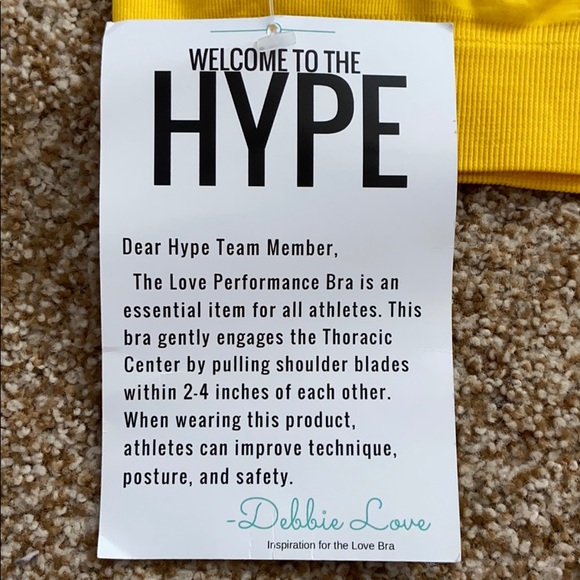 WELCOME TO THE
HYPE
Dear Hype Team Member,
The Love Performance Bra is an
essential item for all athletes. This
bra gently engages the Thoracic
Center by pulling shoulder blades
within 2-4 inches of each other.
When wearing this product,
athletes can improve technique,
posture, and safety.
-Debbie Love
Inspiration for the Love Bra